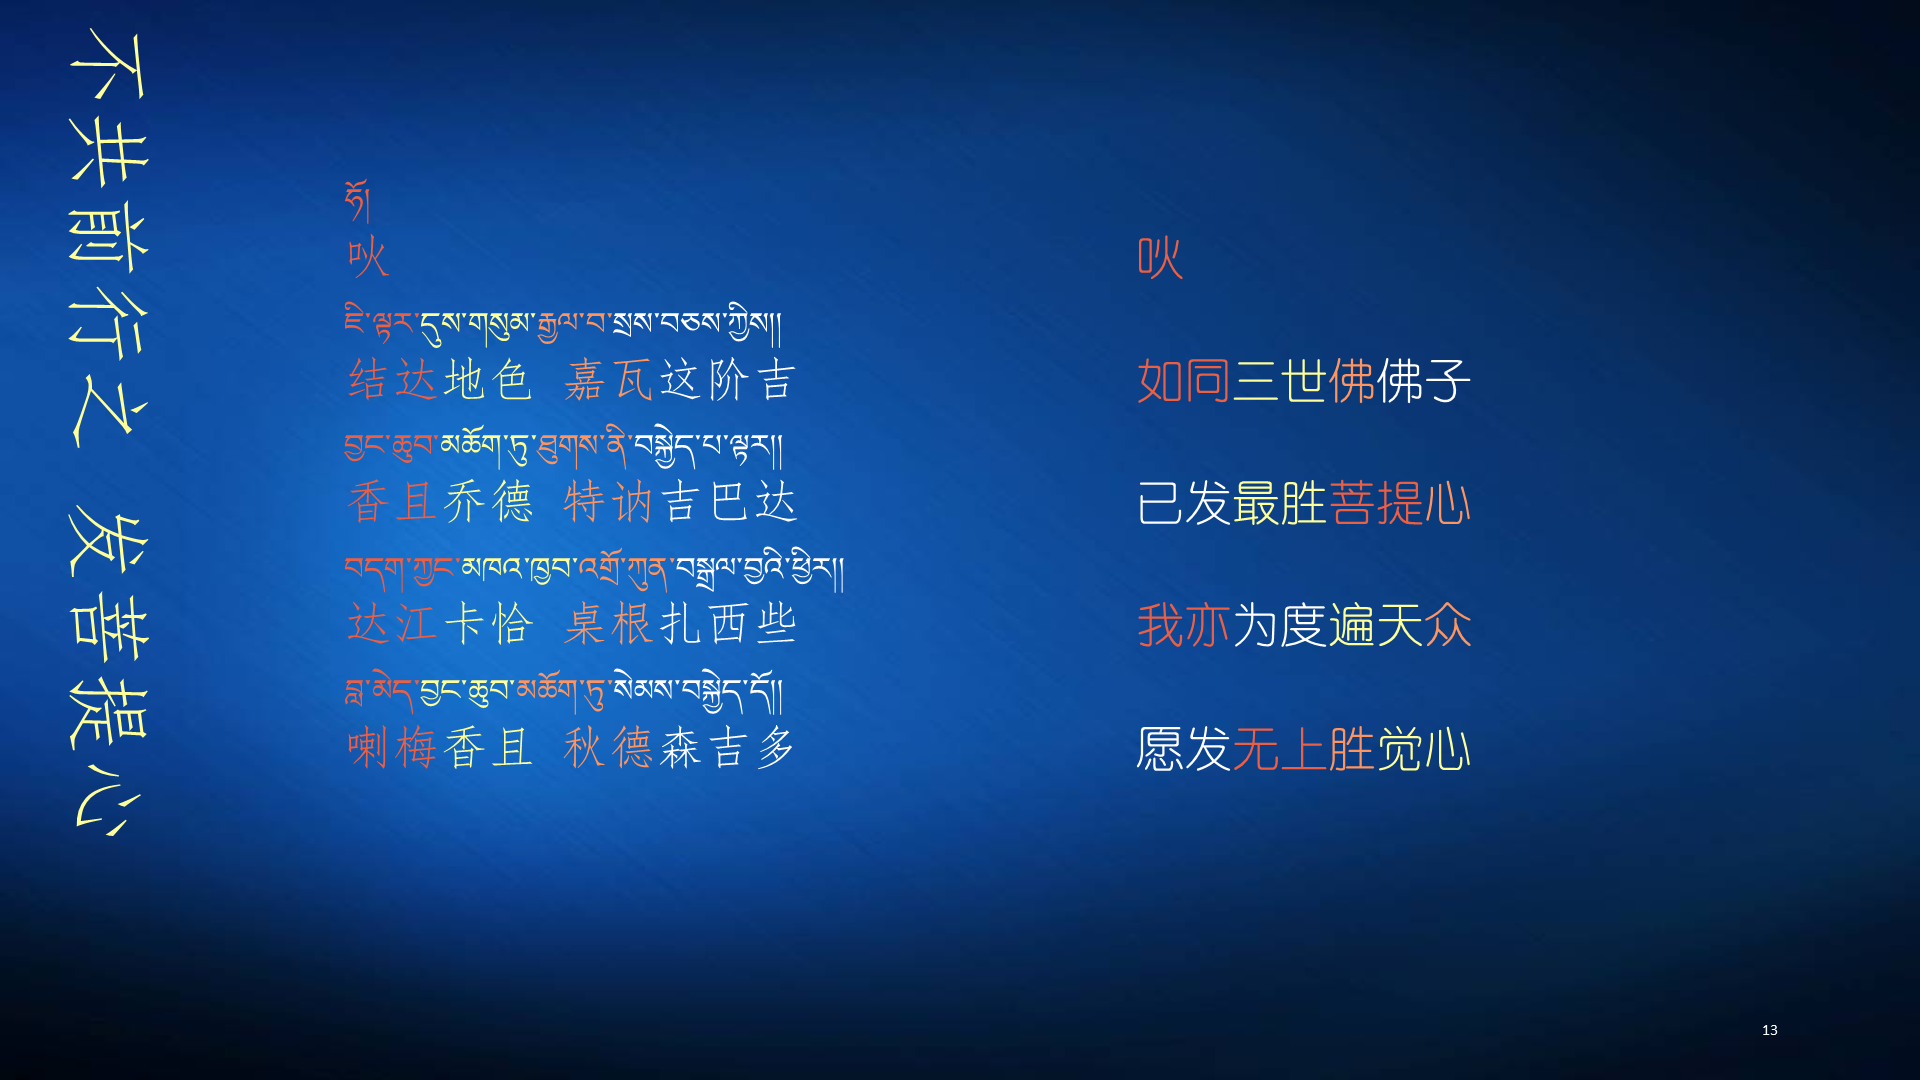 不共前行之 发菩提心
ཧོ།
吙
吙
ཇི་ལྟར་དུས་གསུམ་རྒྱལ་བ་སྲས་བཅས་ཀྱིས།།
结达地色 嘉瓦这阶吉
如同三世佛佛子
བྱང་ཆུབ་མཆོག་ཏུ་ཐུགས་ནི་བསྐྱེད་པ་ལྟར།།
香且乔德 特讷吉巴达
已发最胜菩提心
བདག་ཀྱང་མཁའ་ཁྱབ་འགྲོ་ཀུན་བསྒྲལ་བྱའི་ཕྱིར།།
达江卡恰 桌根扎西些
我亦为度遍天众
བླ་མེད་བྱང་ཆུབ་མཆོག་ཏུ་སེམས་བསྐྱེད་དོ།།
喇梅香且 秋德森吉多
愿发无上胜觉心
13